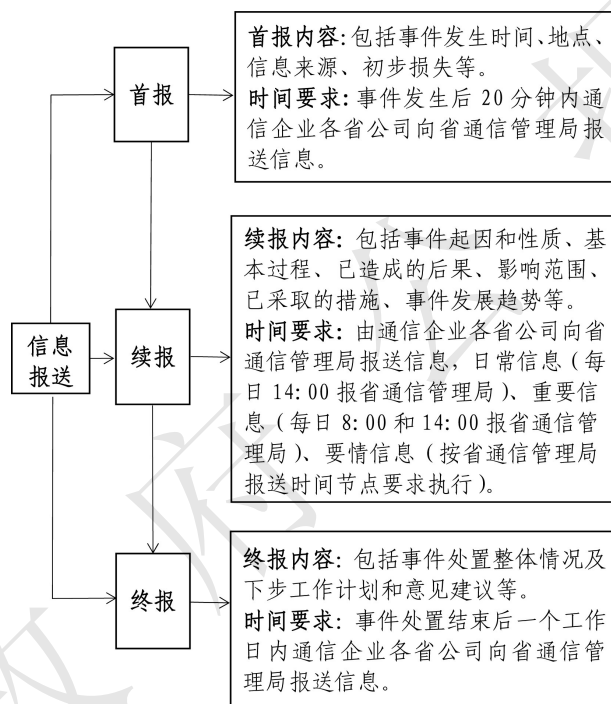 首报
首报内容:包括事件发生时间、地点、
信息来源、初步损失等。
时间要求:事件发生后 20 分钟内通
信企业各省公司向省通信管理局报
送信息。
信息
报送
续报
续报内容: 包括事件起因和性质、基
本过程、已造成的后果、影响范围、
已采取的措施、事件发展趋势等。
时间要求: 由通信企业各省公司向省
通信管理局报送信息, 日常信息 (每
日 14:00 报省通信管理局)、重要信
息 (每日 8:00 和 14:00 报省通信管
理局)、要情信息 (按省通信管理局
报送时间节点要求执行)。
终报
终报内容: 包括事件处置整体情况及
下步工作计划和意见建议等。
时间要求: 事件处置结束后一个工作
日内通信企业各省公司向省通信管
理局报送信息。